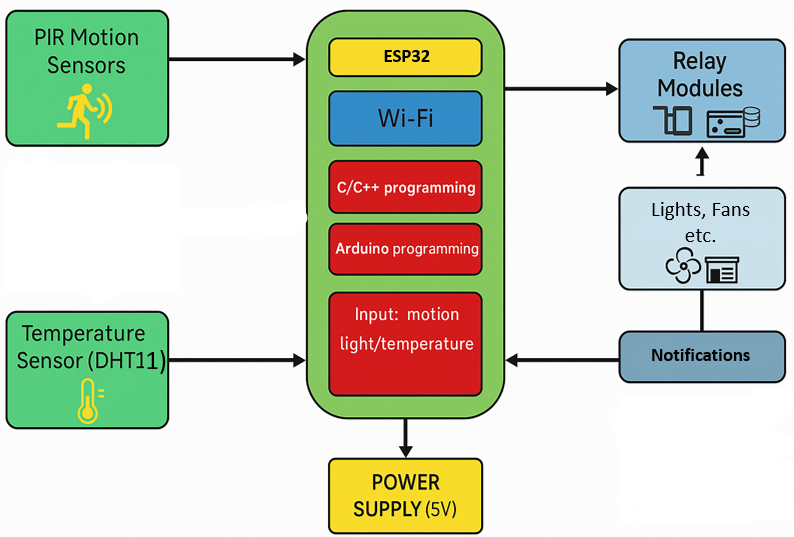 PIR Motion
Sensors
ESP32
Wi-Fi
C/C++ programming
Arduino programming
Input: motion
light/temperature
Relay
Modules
Lights, Fans
etc.
Notifications
Temperature
Sensor (DHT11)
POWER
SUPPLY (5V)